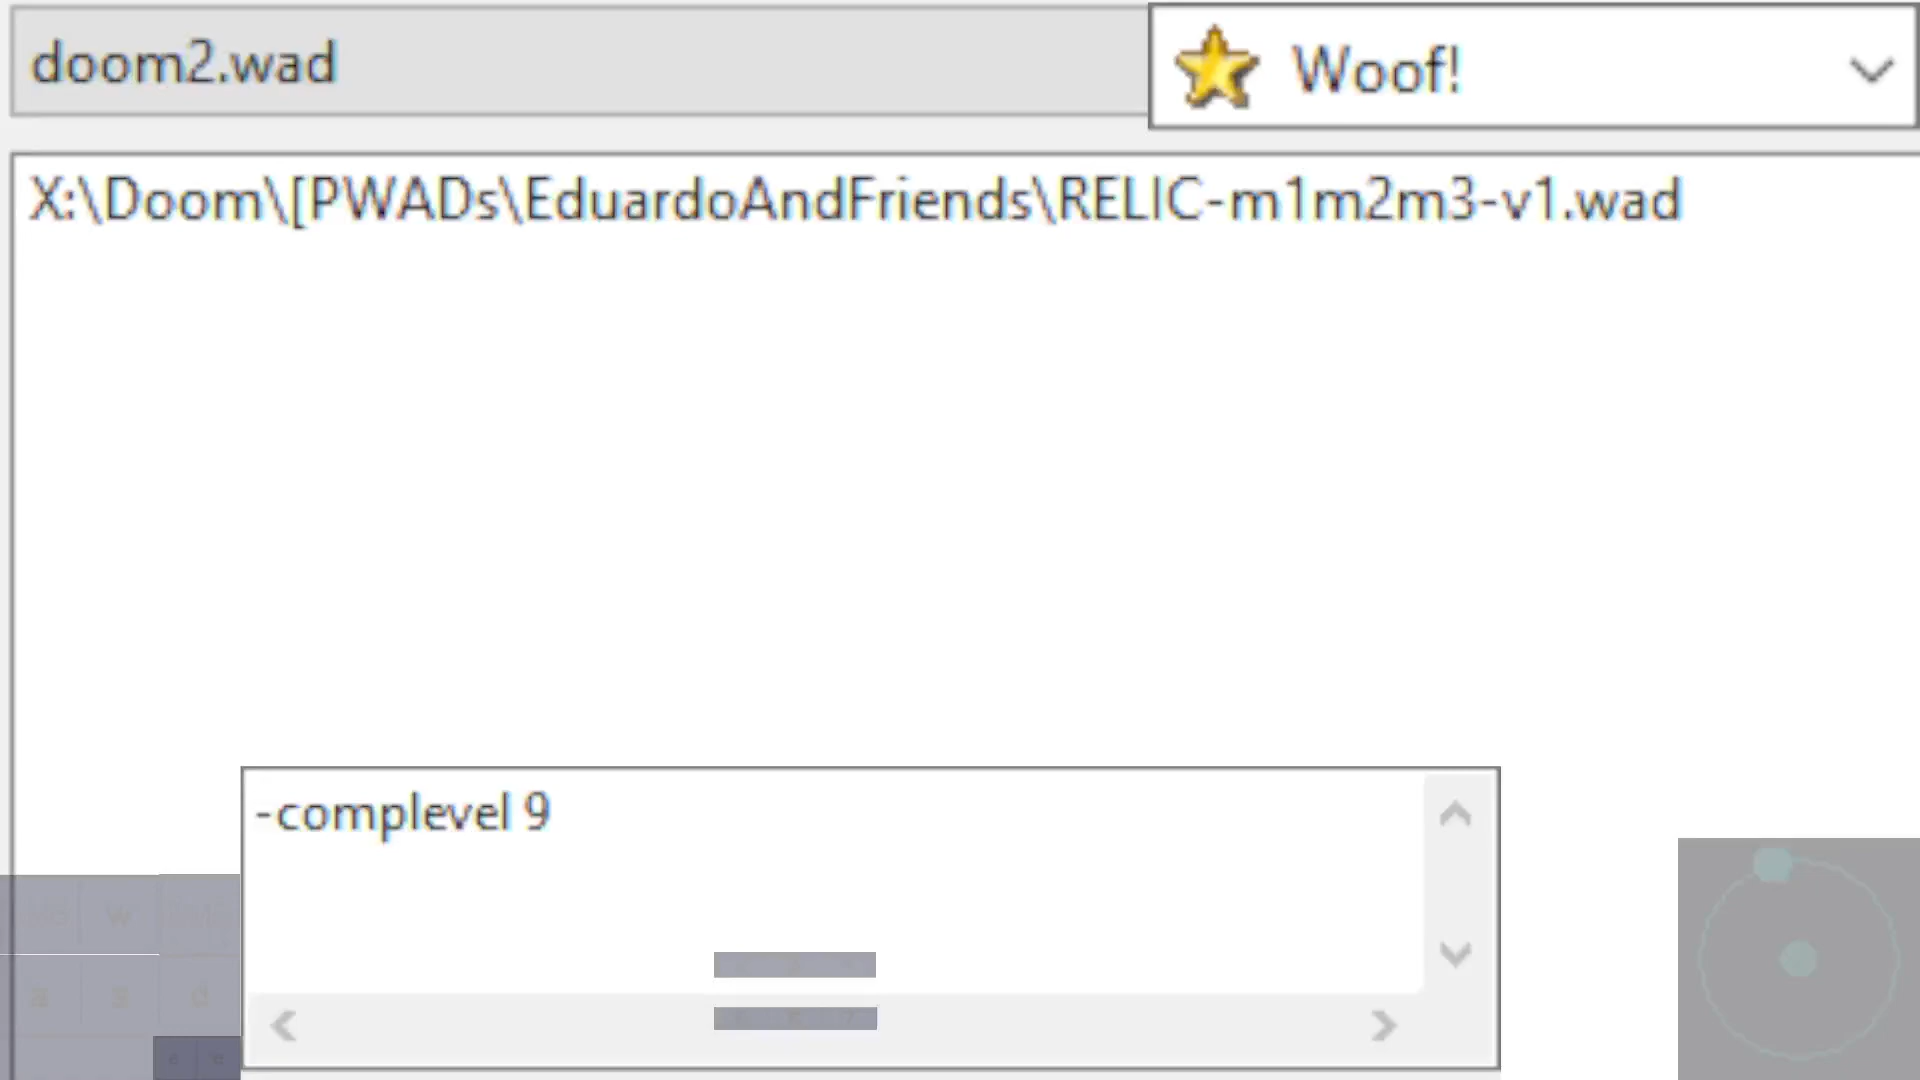 doom2.wad
Woof!
X:\Doom\[PWADs\EduardoAndFriends\RELIC-m1m2m3-v1.wad
-complevel 9
w
a s d